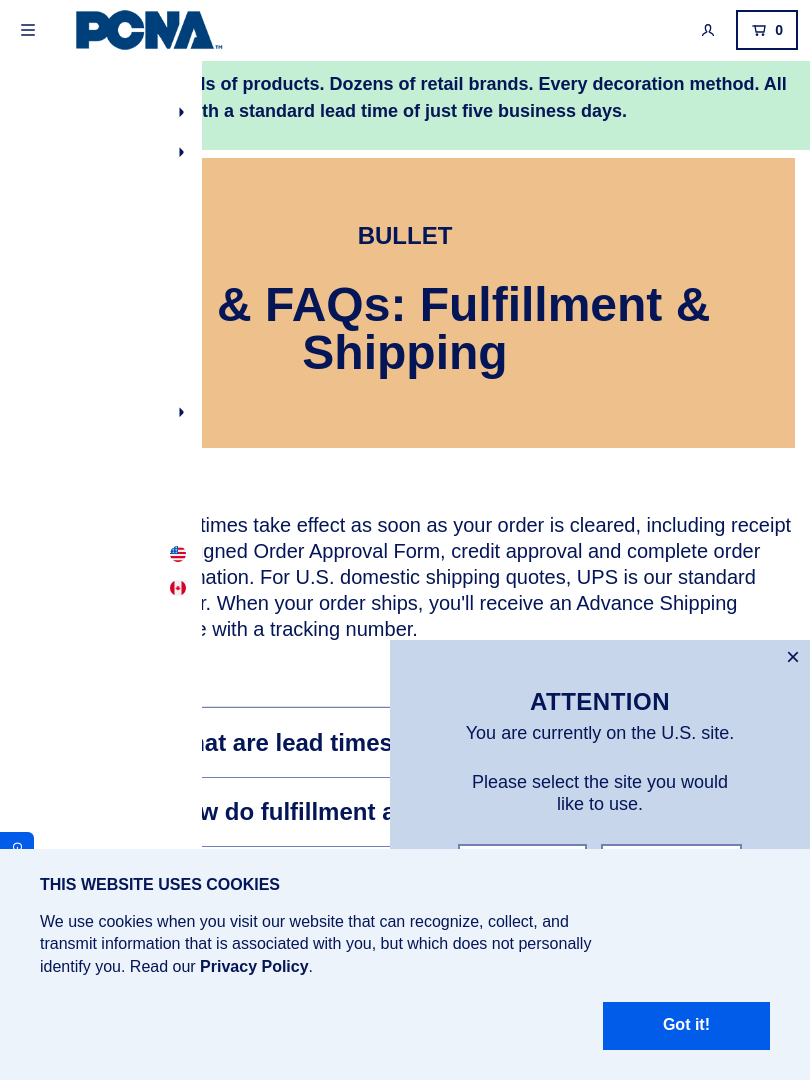 PCNA™
0
of products. Dozens of retail brands. Every decoration method. All
a standard lead time of just five business days.
BULLET
& FAQs: Fulfillment &
Shipping
times take effect as soon as your order is cleared, including receipt
Order Approval Form, credit approval and complete order
For U.S. domestic shipping quotes, UPS is our standard
When your order ships, you'll receive an Advance Shipping
with a tracking number.
×
ATTENTION
You are currently on the U.S. site.
Please select the site you would
like to use.
are lead times
do fulfillment
THIS WEBSITE USES COOKIES
We use cookies when you visit our website that can recognize, collect, and
transmit information that is associated with you, but which does not personally
identify you. Read our Privacy Policy.
Got it!